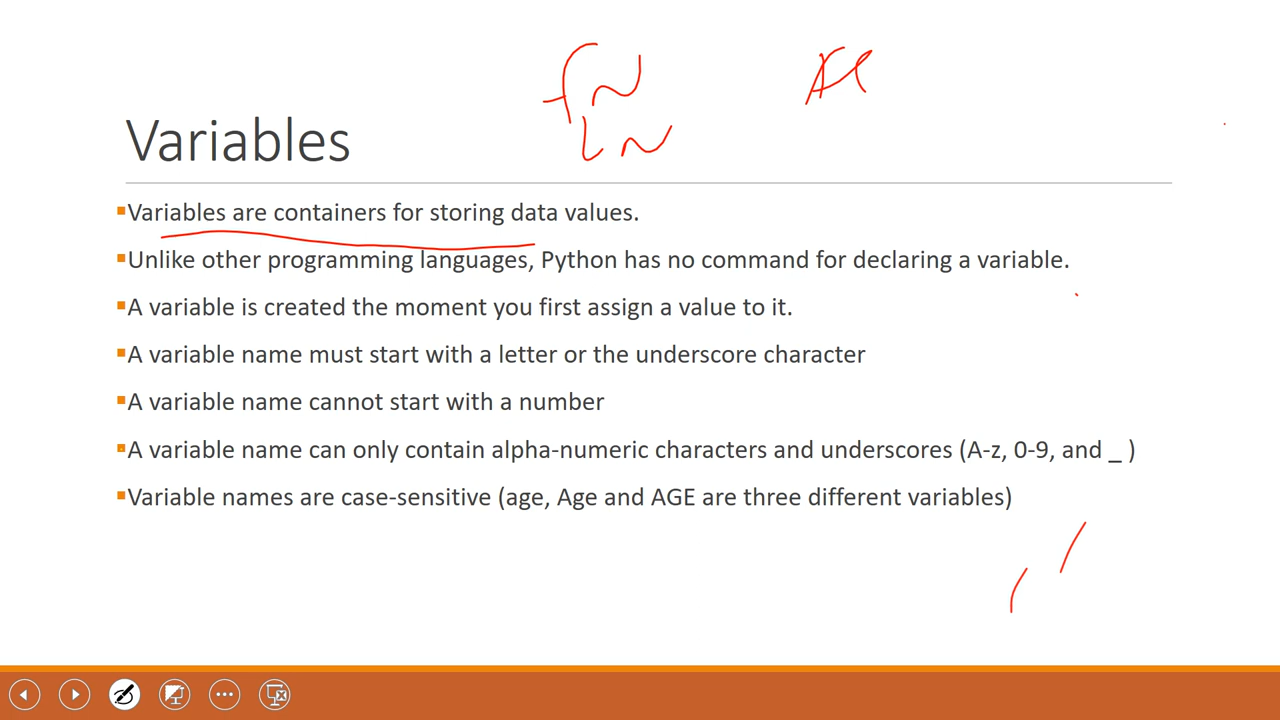 fN
LN
Variables
Variables are containers for storing data values.
Unlike other programming languages, Python has no command for declaring a variable.
A variable is created the moment you first assign a value to it.
A variable name must start with a letter or the underscore character
A variable name cannot start with a number
A variable name can only contain alpha-numeric characters and underscores (A-z, 0-9, and _ )
Variable names are case-sensitive (age, Age and AGE are three different variables)